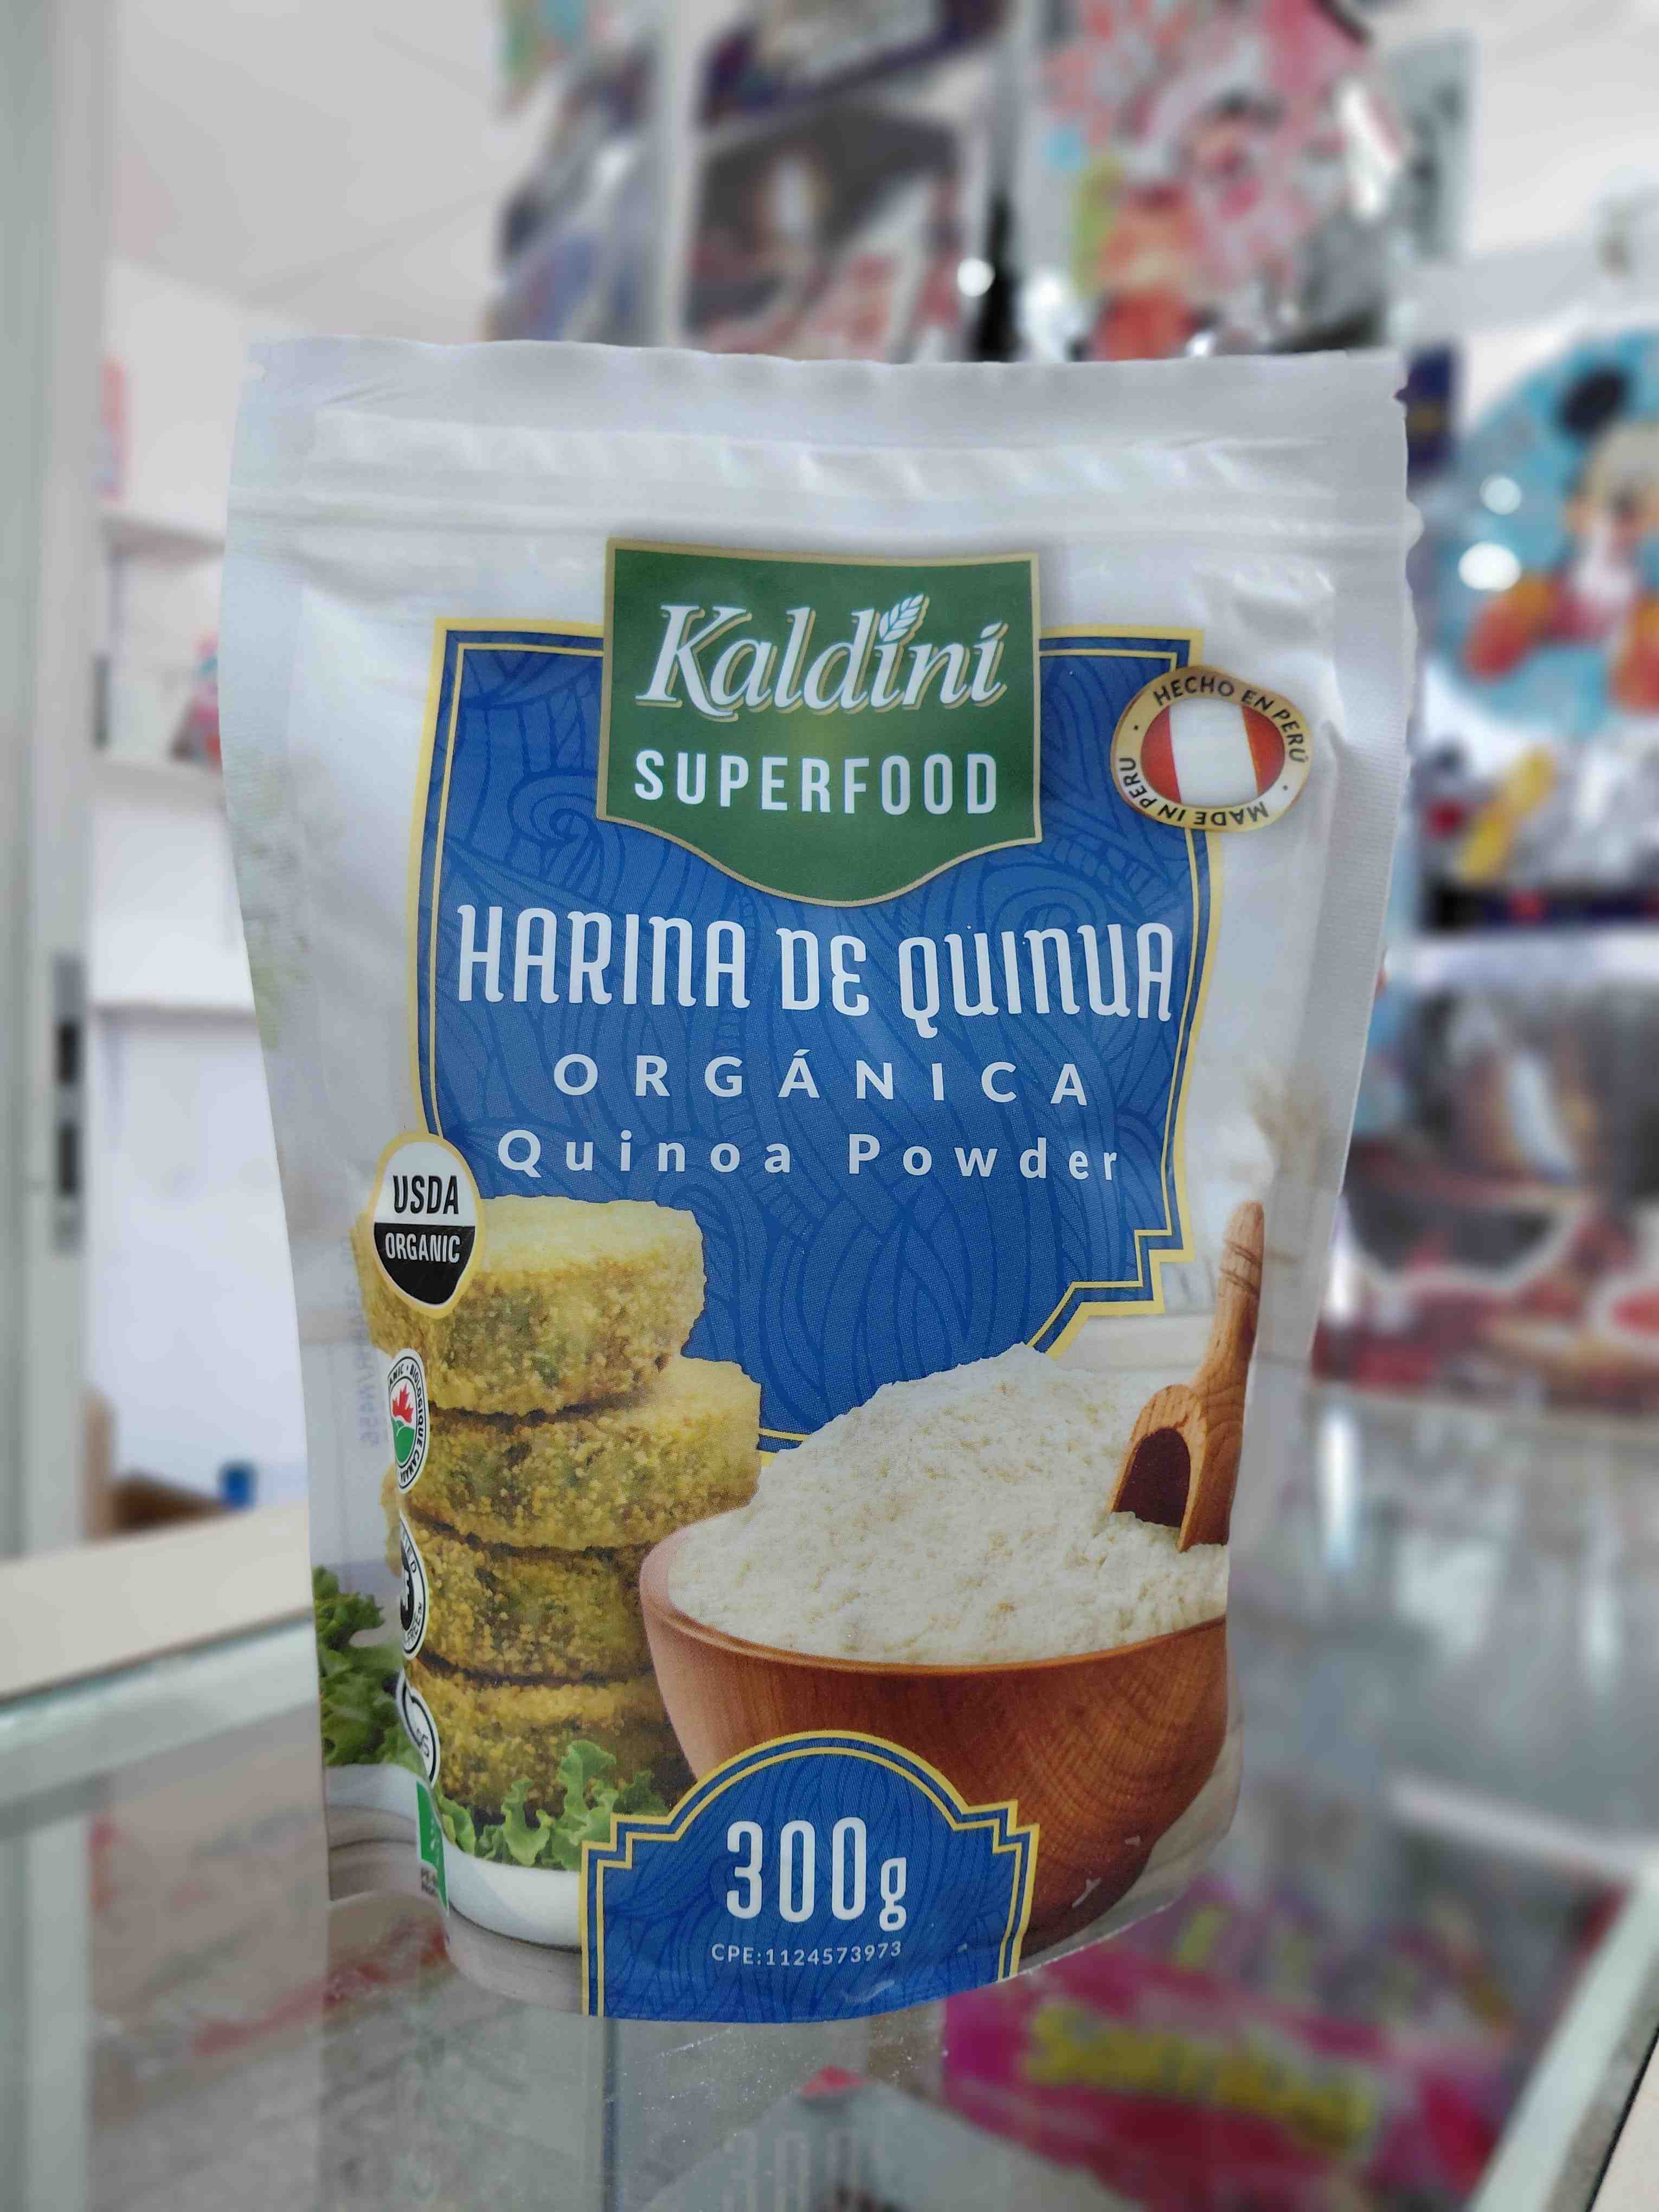 Kaldini
SUPERFOOD
HECHO EN PERÚ
MADE IN PERU
HARINA DE QUINUA
ORGÁNICA
Quinoa Powder
USDA
ORGANIC
BIOLOGIQUE
300g
CPE:1124573973